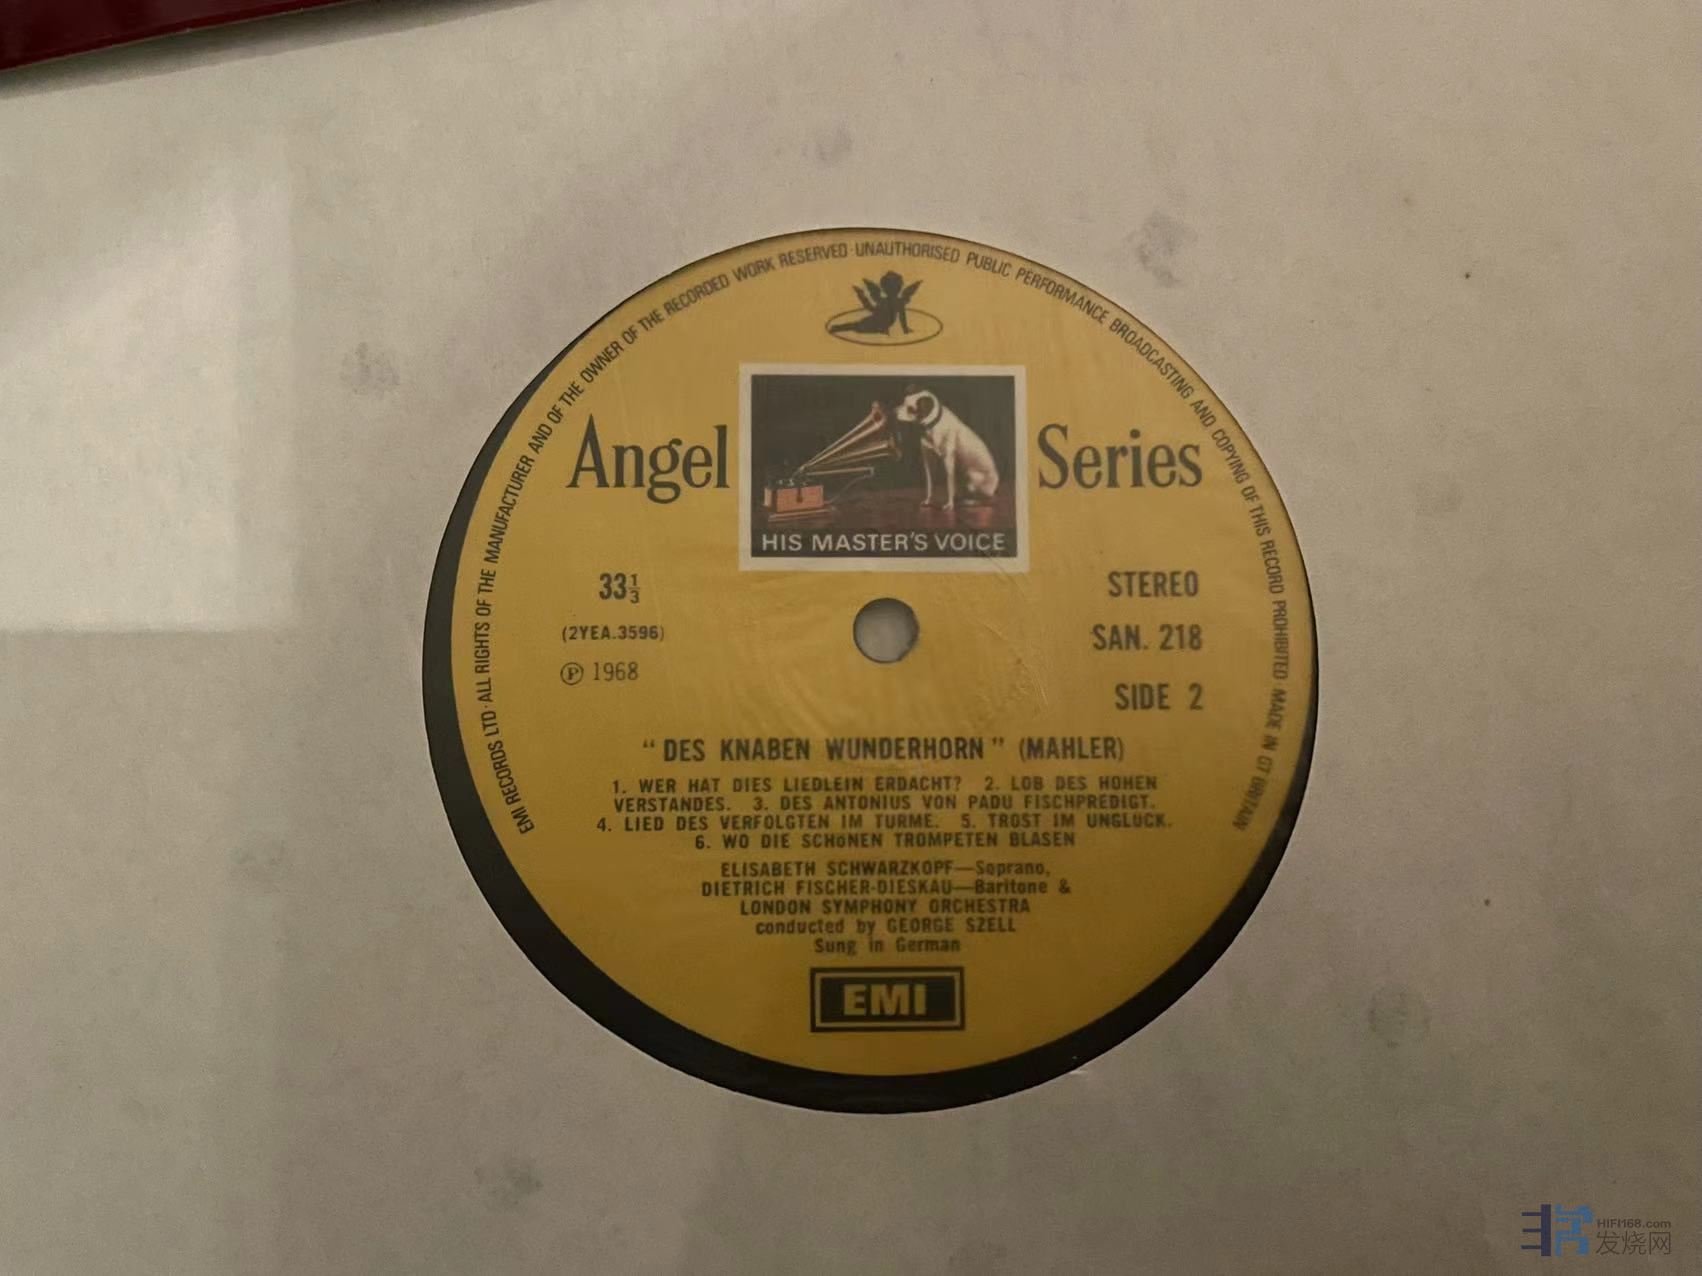 EMI RECORDS LTD · ALL RIGHTS OF THE MANUFACTURER AND OF THE OWNER OF THE RECORDED WORK RESERVED · UNAUTHORISED PUBLIC PERFORMANCE BROADCASTING AND COPYING OF THIS RECORD PROHIBITED MADE IN GT BRITAIN
Angel Series
HIS MASTER'S VOICE
33⅓
STEREO
(2YEA.3596)
SAN. 218
℗ 1968
SIDE 2
"DES KNABEN WUNDERHORN" (MAHLER)
1. WER HAT DIES LIEDLEIN ERDACHT? 2. LOB DES HOHEN
VERSTANDES. 3. DES ANTONIUS VON PADU FISCHPREDIGT.
4. LIED DES VERFOLGTEN IM TURME. 5. TROST IM UNGLÜCK.
6. WO DIE SCHÖNEN TROMPETEN BLASEN
ELISABETH SCHWARZKOPF—Soprano,
DIETRICH FISCHER-DIESKAU—Baritone &
LONDON SYMPHONY ORCHESTRA
conducted by GEORGE SZELL
Sung in German
EMI
HIFI168.com
发烧网